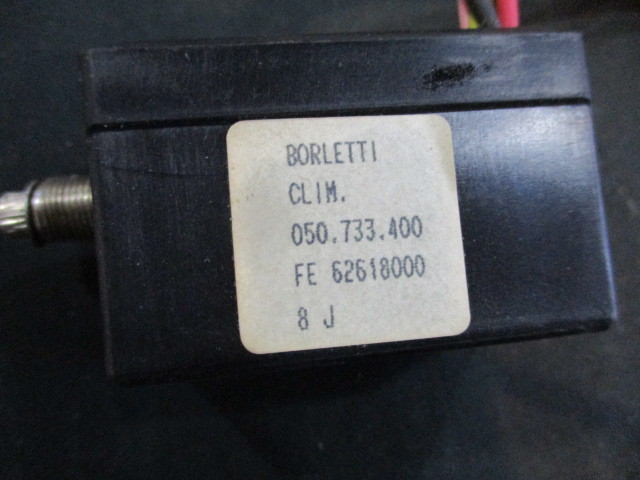 BORLETTI
CLIM.
050.733.400
FE 62618000
8 J